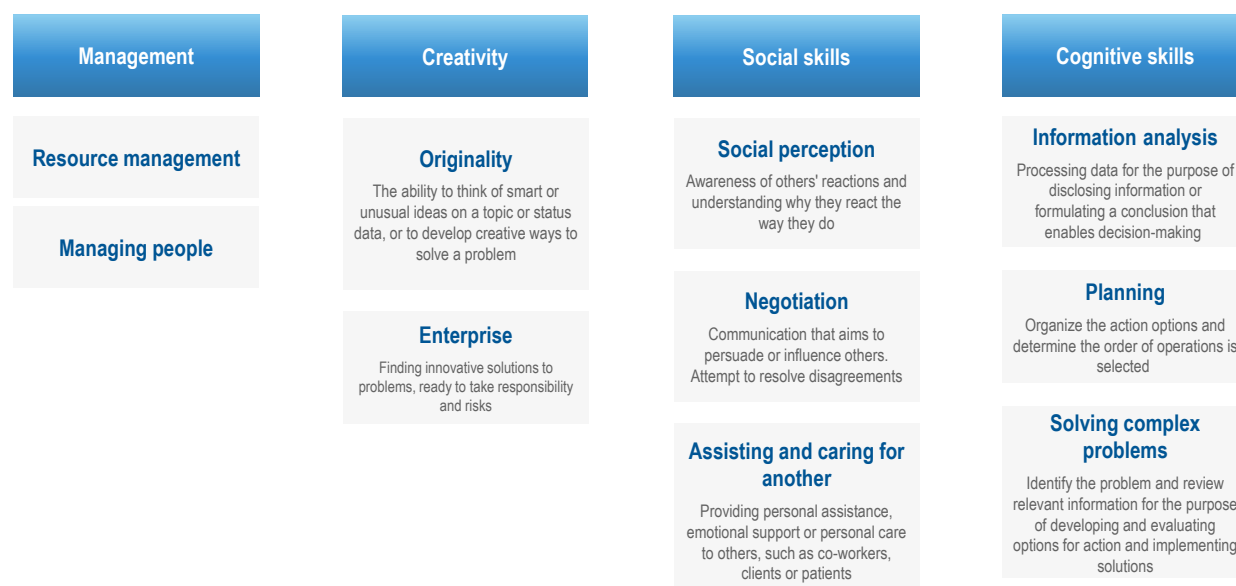 Management
Resource management
Managing people
Creativity
Originality
The ability to think of smart or
unusual ideas on a topic or status
data, or to develop creative ways to
solve a problem
Enterprise
Finding innovative solutions to
problems, ready to take responsibility
and risks
Social skills
Social perception
Awareness of others' reactions and
understanding why they react the
way they do
Negotiation
Communication that aims to
persuade or influence others.
Attempt to resolve disagreements
Assisting and caring for
another
Providing personal assistance,
emotional support or personal care
to others, such as co-workers,
clients or patients
Cognitive skills
Information analysis
Processing data for the purpose of
disclosing information or
formulating a conclusion that
enables decision-making
Planning
Organize the action options and
determine the order of operations is
selected
Solving complex
problems
Identify the problem and review
relevant information for the purpose
of developing and evaluating
options for action and implementing
solutions